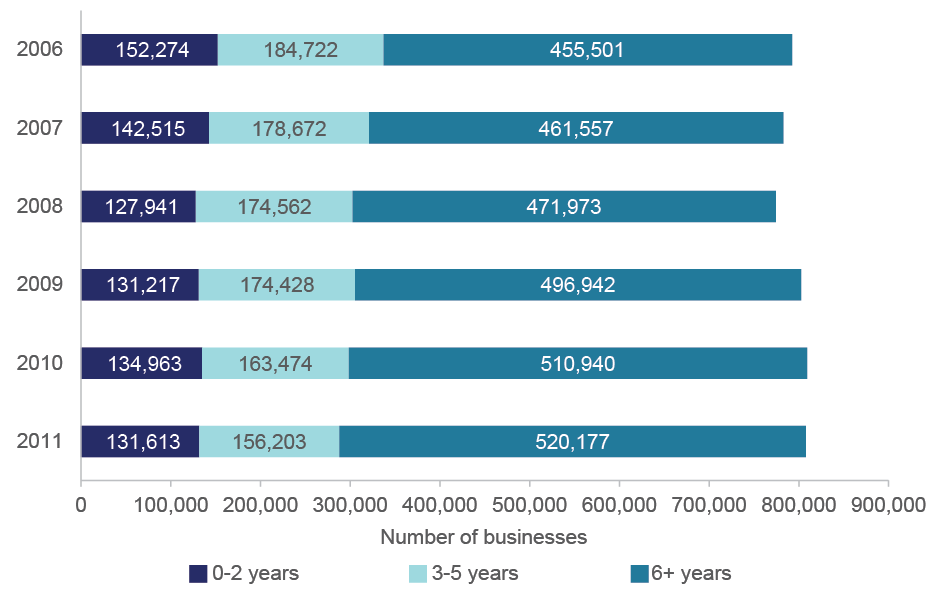 2006 152,274 184,722 455,501
2007 142,515 178,672 461,557
2008 127,941 174,562 471,973
2009 131,217 174,428 496,942
2010 134,963 163,474 510,940
2011 131,613 156,203 520,177
0 100,000 200,000 300,000 400,000 500,000 600,000 700,000 800,000 900,000
Number of businesses
0-2 years 3-5 years 6+ years